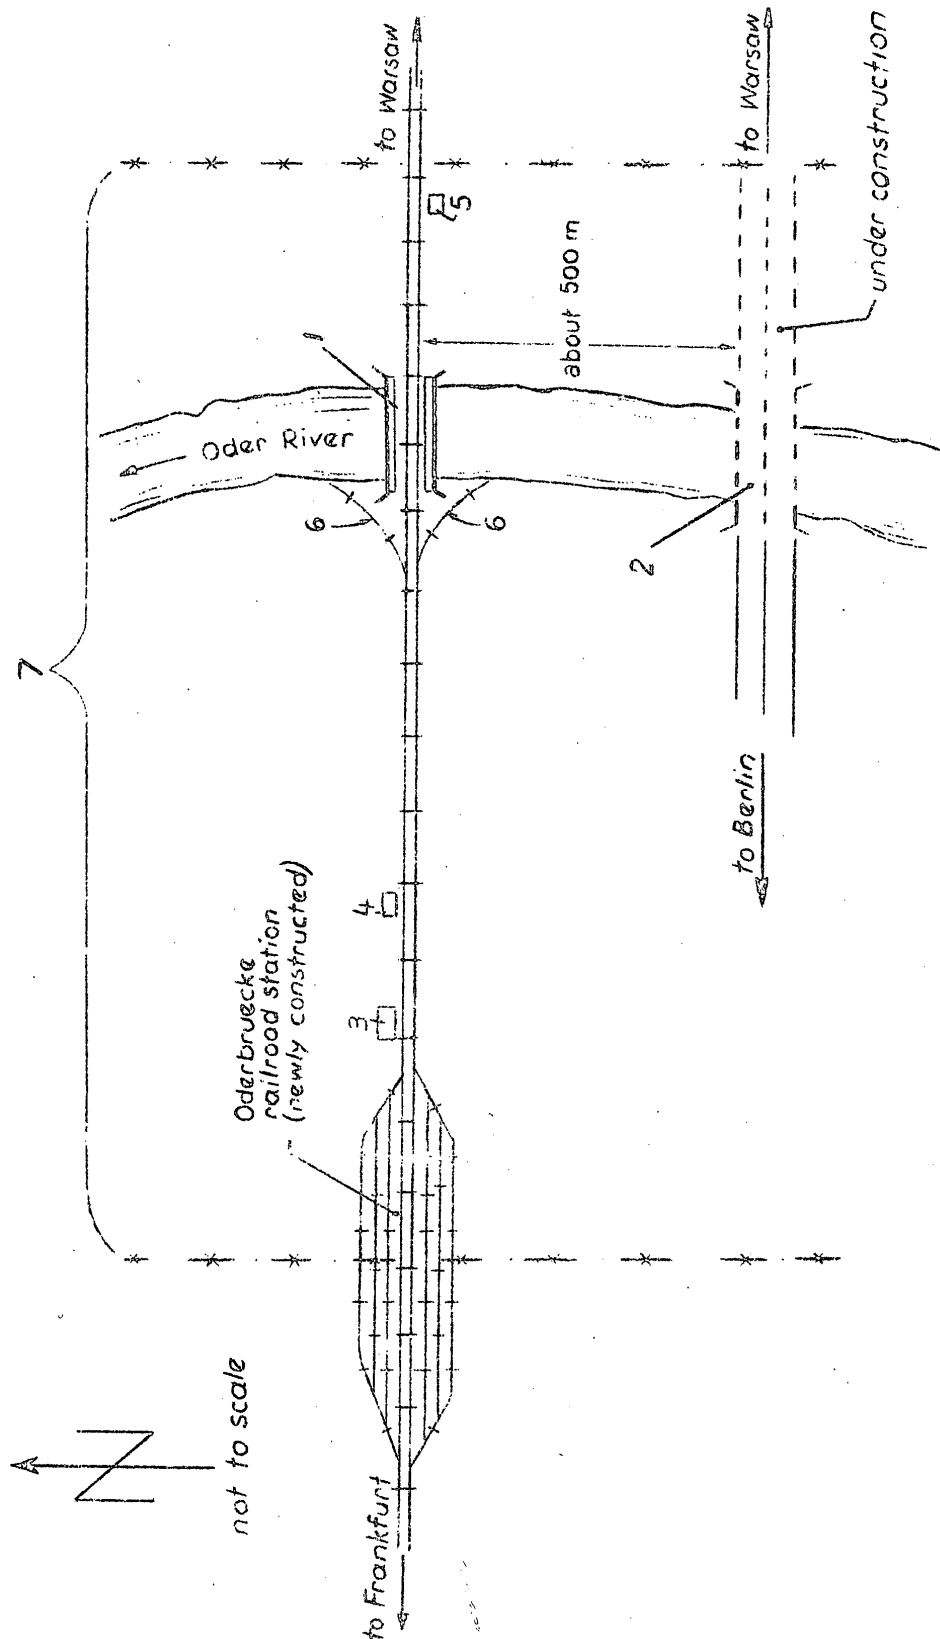 7
to Warsaw
5
1
Oder River
6
6
about 500 m
to Warsaw
under construction
2
to Berlin
4
3
Oderbruecke
railroad station
(newly constructed)
N
not to scale
to Frankfurt